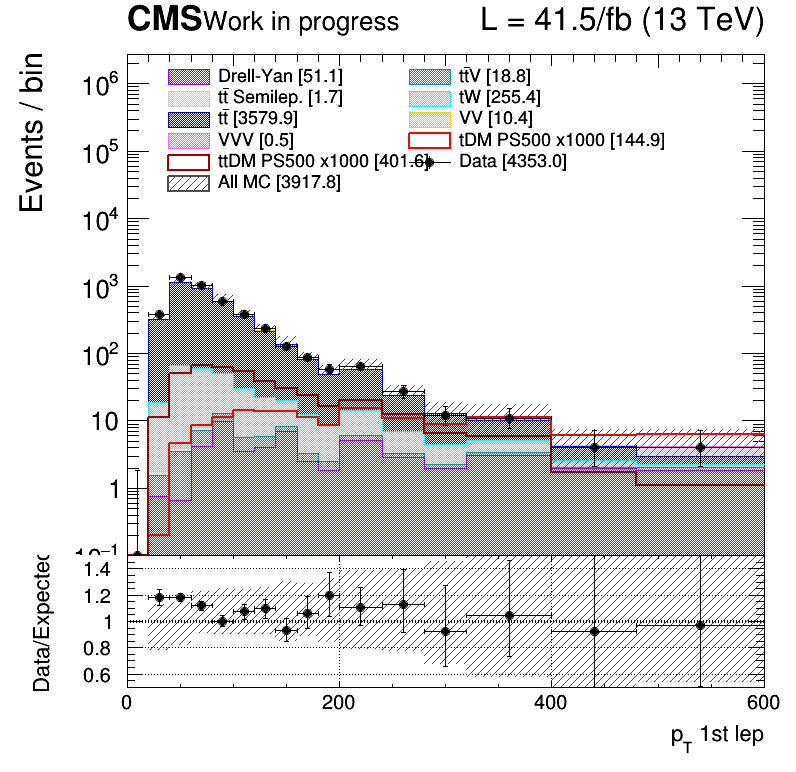 CMS Work in progress L = 41.5/fb (13 TeV)
Events / bin
Drell-Yan [51.1] tt̄V [18.8]
tt̄ Semilep. [1.7] tW [255.4]
tt̄ [3579.9] VV [10.4]
VVV [0.5] tDM PS500 x1000 [144.9]
ttDM PS500 x1000 [401.6] Data [4353.0]
All MC [3917.8]
10⁶
10⁵
10⁴
10³
10²
10
1
10⁻¹
Data/Expected
1.4
1.2
1
0.8
0.6
0 200 400 600
p_T 1st lep